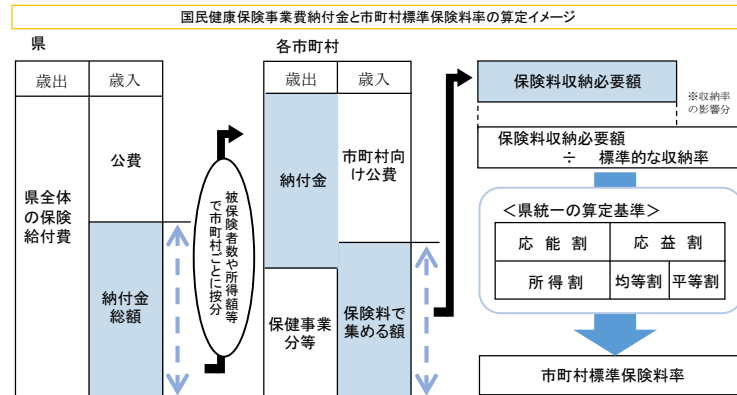 国民健康保険事業費納付金と市町村標準保険料率の算定イメージ
県
歳出
歳入
県全体
の保険
給付費
公費
納付金
総額
被保険者数や所得額等
で市町村ごとに按分
各市町村
歳出
歳入
納付金
保健事業
分等
市町村向
け公費
保険料で
集める額
保険料収納必要額
※収納率
の影響分
保険料収納必要額
÷ 標準的な収納率
＜県統一の算定基準＞
応 能 割
応 益 割
所 得 割
均等割
平等割
市町村標準保険料率